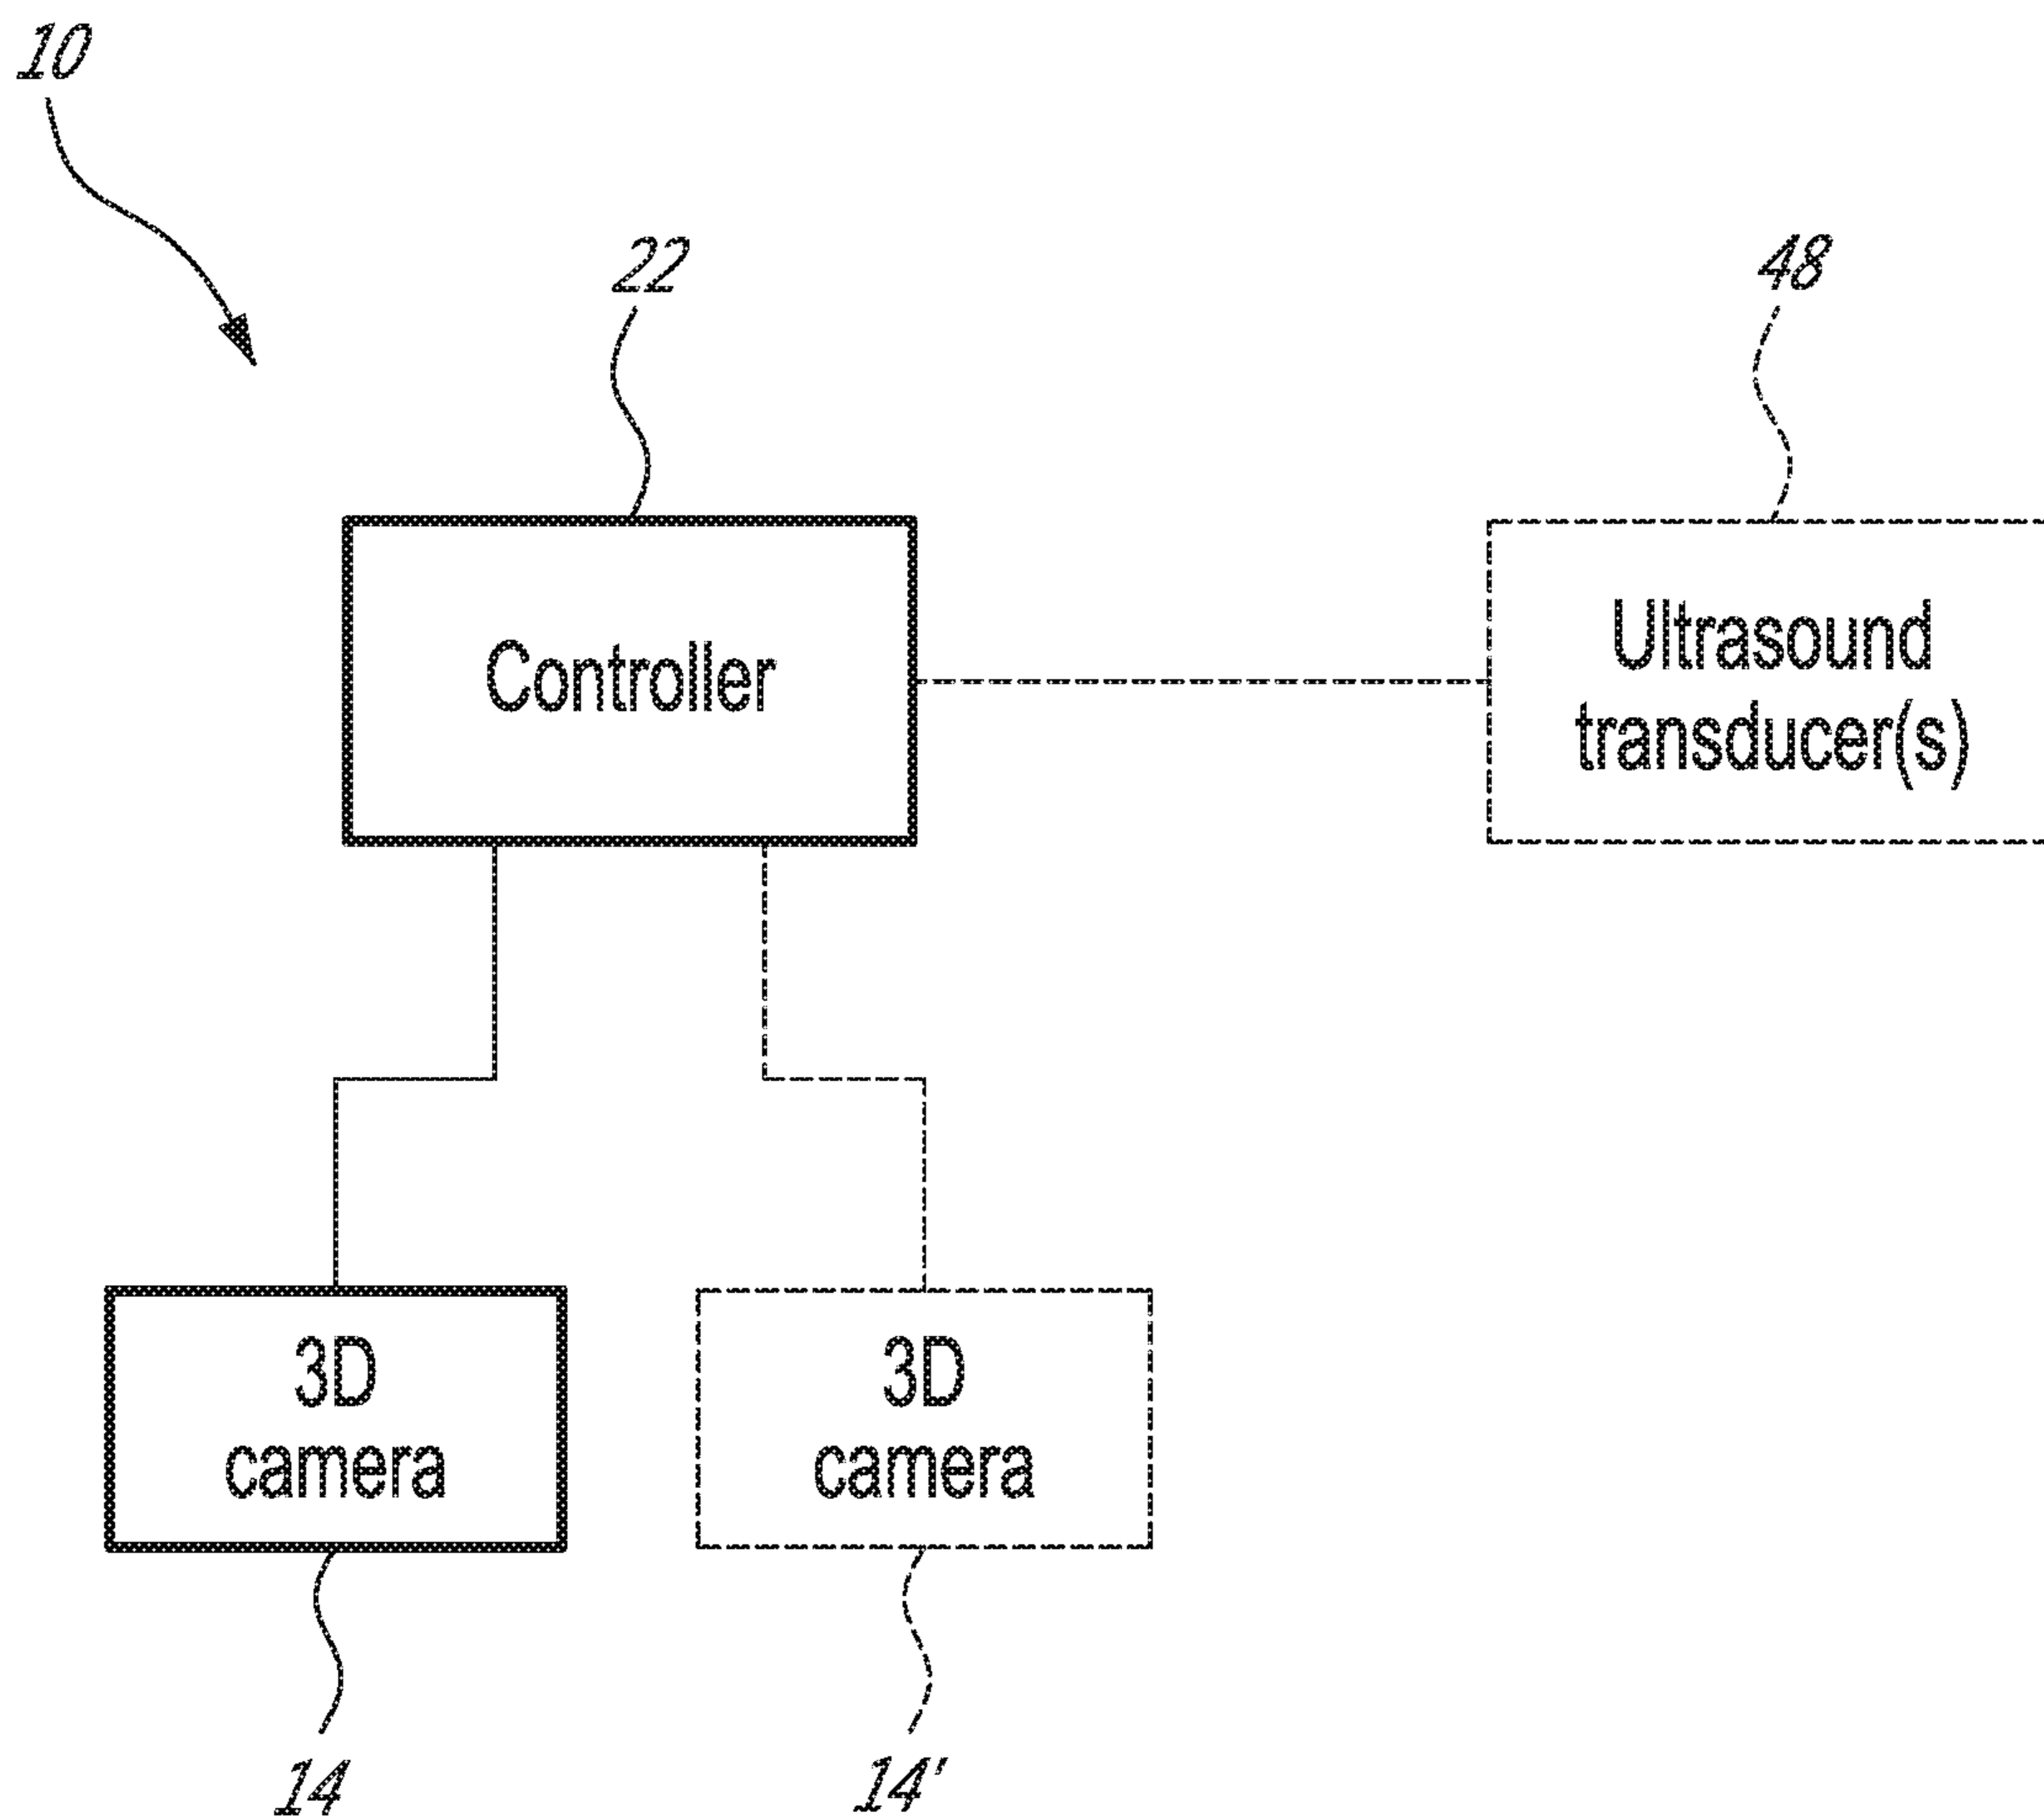 10
22
48
Controller
Ultrasound
transducer(s)
3D
camera
3D
camera
14
14'